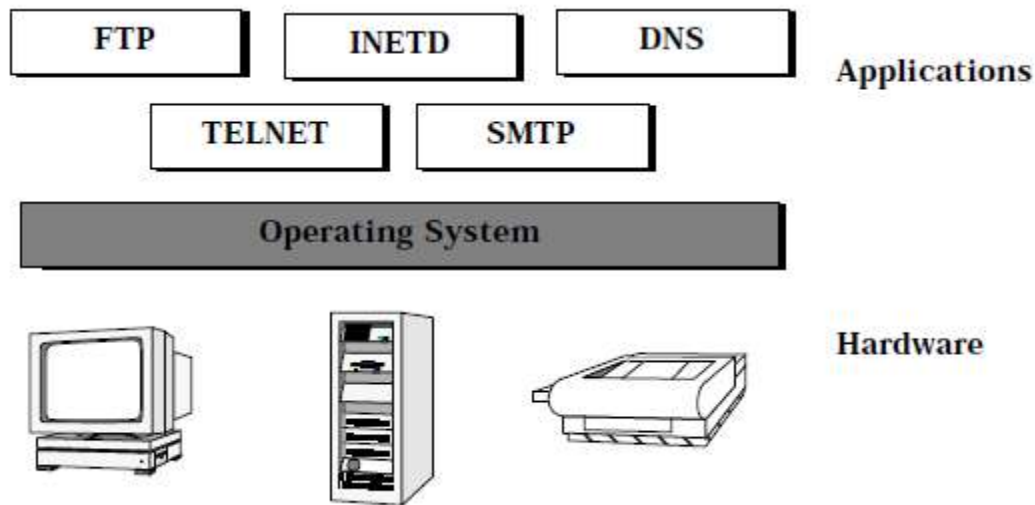 FTP
INETD
DNS
Applications
TELNET
SMTP
Operating System
Hardware